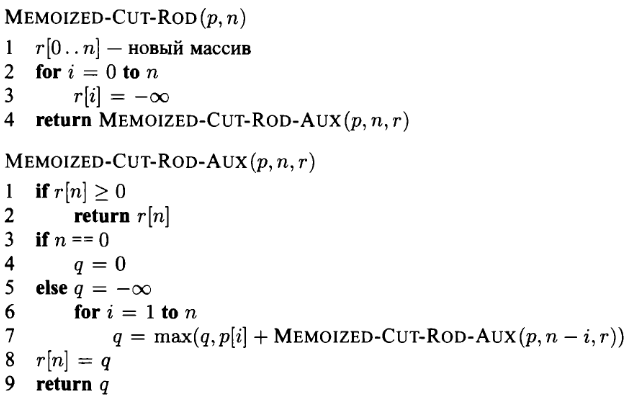 MEMOIZED-CUT-ROD(p, n)
1 r[0..n] — новый массив
2 for i = 0 to n
3 r[i] = −∞
4 return MEMOIZED-CUT-ROD-AUX(p, n, r)
MEMOIZED-CUT-ROD-AUX(p, n, r)
1 if r[n] ≥ 0
2 return r[n]
3 if n == 0
4 q = 0
5 else q = −∞
6 for i = 1 to n
7 q = max(q, p[i] + MEMOIZED-CUT-ROD-AUX(p, n − i, r))
8 r[n] = q
9 return q